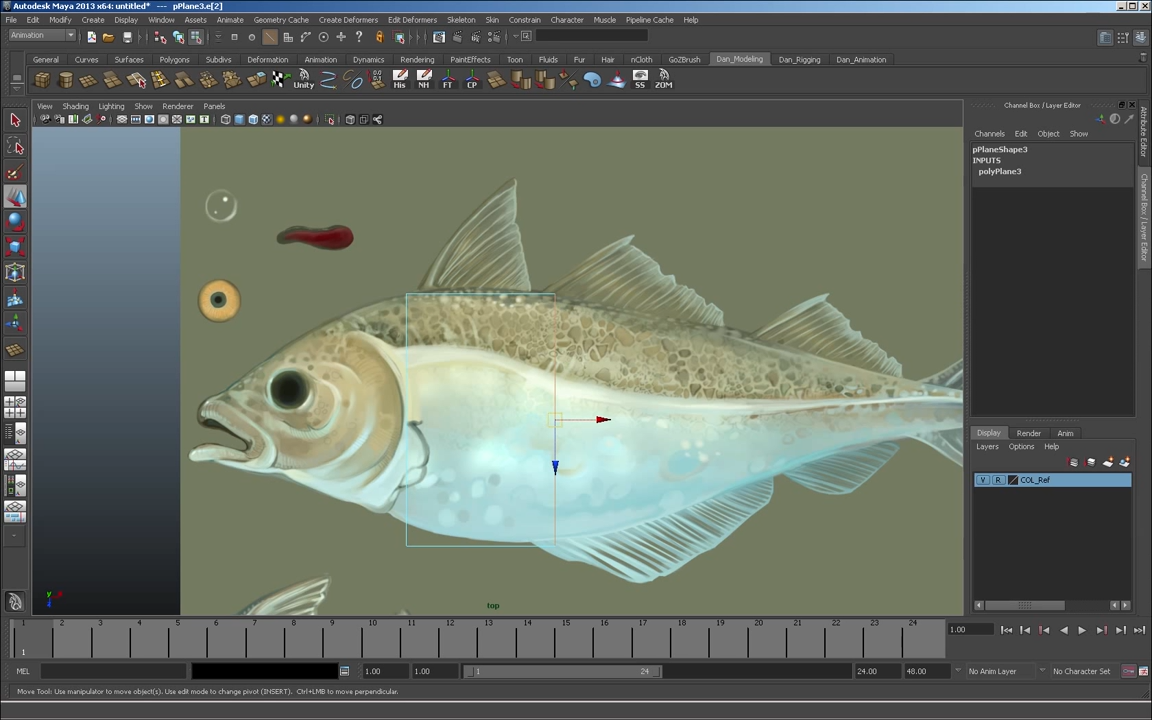 Autodesk Maya 2013 x64: untitled*   ---   pPlane3.e[2]
File Edit Modify Create Display Window Assets Animate Geometry Cache Create Deformers Edit Deformers Skeleton Skin Constrain Character Muscle Pipeline Cache Help
Animation
General Curves Surfaces Polygons Subdivs Deformation Animation Dynamics Rendering PaintEffects Toon Fluids Fur Hair nCloth GoZBrush Dan_Modeling Dan_Rigging Dan_Animation
Unity His NH FT CP SS ZOM
View Shading Lighting Show Renderer Panels
Channel Box / Layer Editor
Channels Edit Object Show
pPlaneShape3
INPUTS
polyPlane3
Attribute Editor
Channel Box / Layer Editor
Display Render Anim
Layers Options Help
V R COL_Ref
y x
z
top
1 2 3 4 5 6 7 8 9 10 11 12 13 14 15 16 17 18 19 20 21 22 23 24
1
1.00
MEL
1.00 1.00 1 24 24.00 48.00 No Anim Layer No Character Set
Move Tool: Use manipulator to move object(s). Use edit mode to change pivot (INSERT). Ctrl+LMB to move perpendicular.